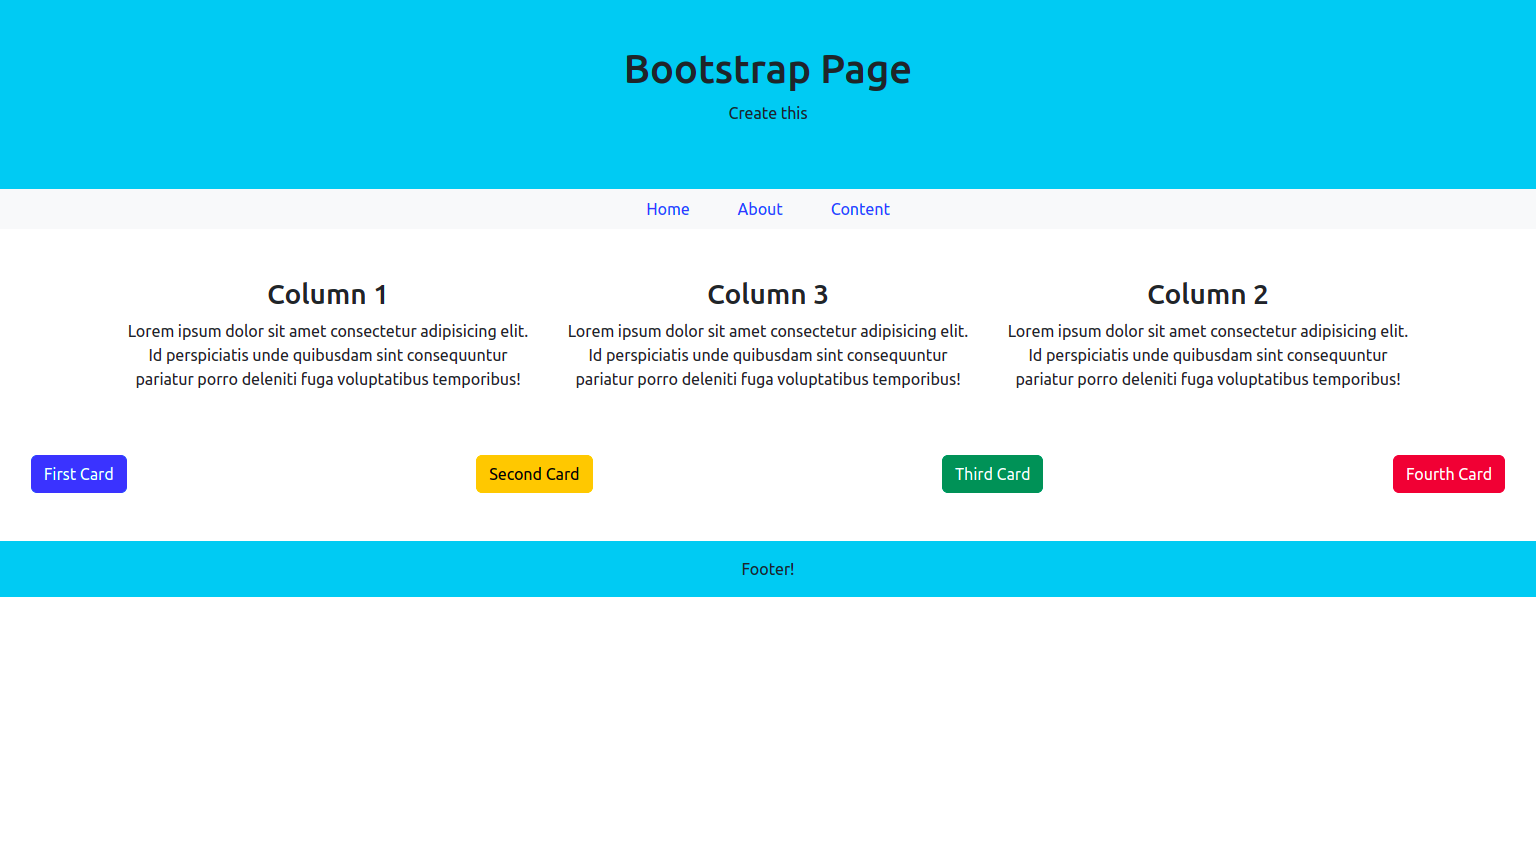 Bootstrap Page
Create this
Home About Content
Column 1
Lorem ipsum dolor sit amet consectetur adipisicing elit.
Id perspiciatis unde quibusdam sint consequuntur
pariatur porro deleniti fuga voluptatibus temporibus!
Column 3
Lorem ipsum dolor sit amet consectetur adipisicing elit.
Id perspiciatis unde quibusdam sint consequuntur
pariatur porro deleniti fuga voluptatibus temporibus!
Column 2
Lorem ipsum dolor sit amet consectetur adipisicing elit.
Id perspiciatis unde quibusdam sint consequuntur
pariatur porro deleniti fuga voluptatibus temporibus!
First Card Second Card Third Card Fourth Card
Footer!